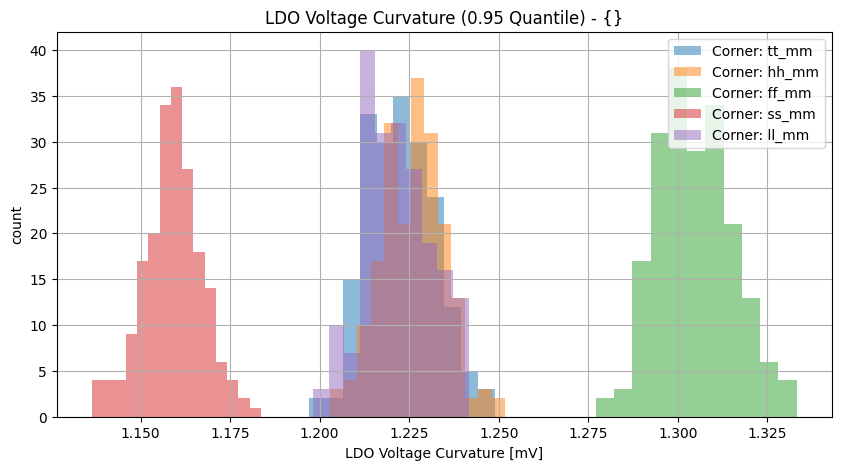 LDO Voltage Curvature (0.95 Quantile) - {}
Corner: tt_mm
Corner: hh_mm
Corner: ff_mm
Corner: ss_mm
Corner: ll_mm
count
40
35
30
25
20
15
10
5
0
1.150 1.175 1.200 1.225 1.250 1.275 1.300 1.325
LDO Voltage Curvature [mV]